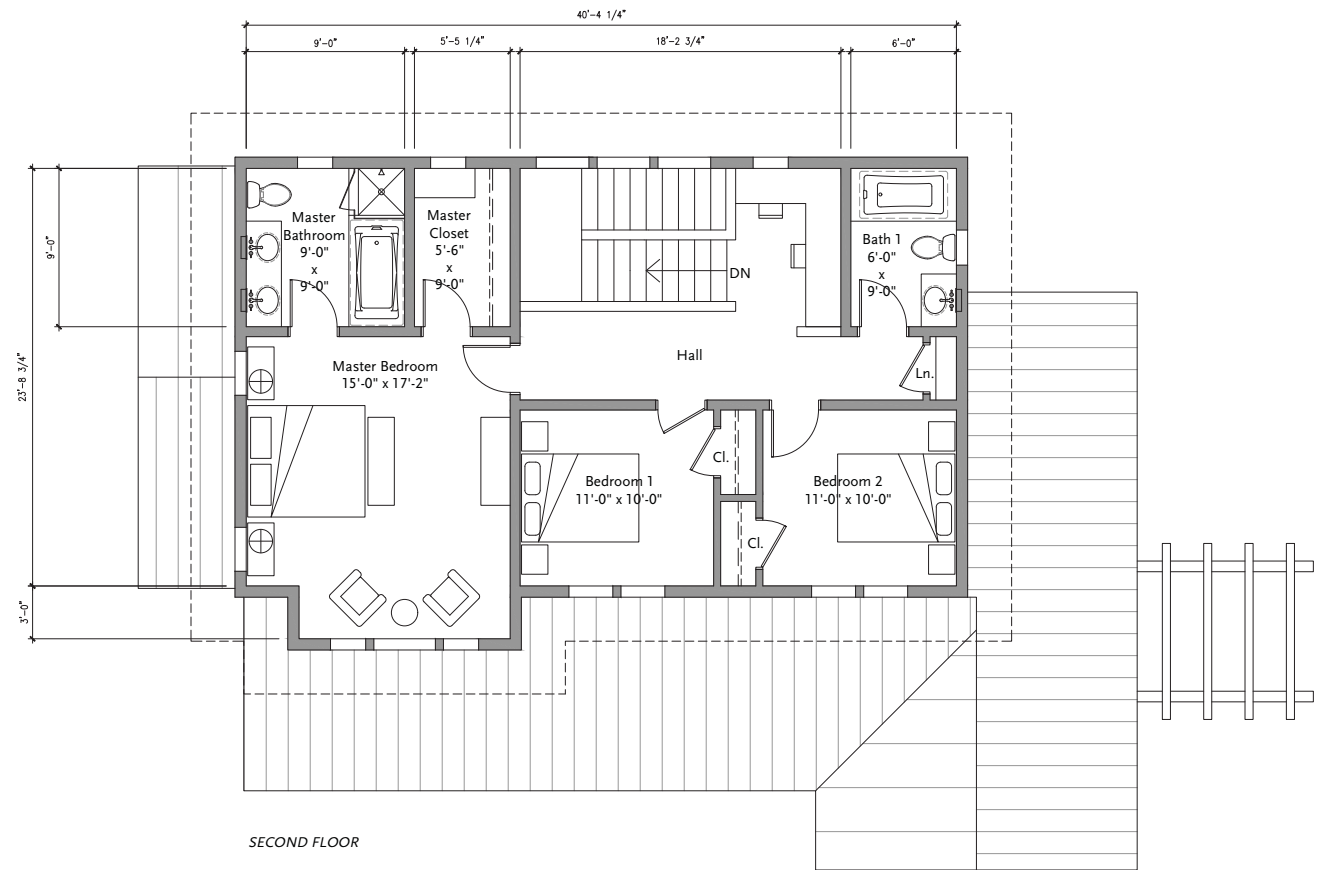 40'-4 1/4"
9'-0"
5'-5 1/4"
18'-2 3/4"
6'-0"
9'-0"
23'-8 3/4"
3'-0"
Master
Bathroom
9'-0"
x
9'-0"
Master
Closet
5'-6"
x
9'-0"
DN
Bath 1
6'-0"
x
9'-0"
Hall
Ln.
Master Bedroom
15'-0" x 17'-2"
Cl.
Bedroom 1
11'-0" x 10'-0"
Bedroom 2
11'-0" x 10'-0"
Cl.
SECOND FLOOR